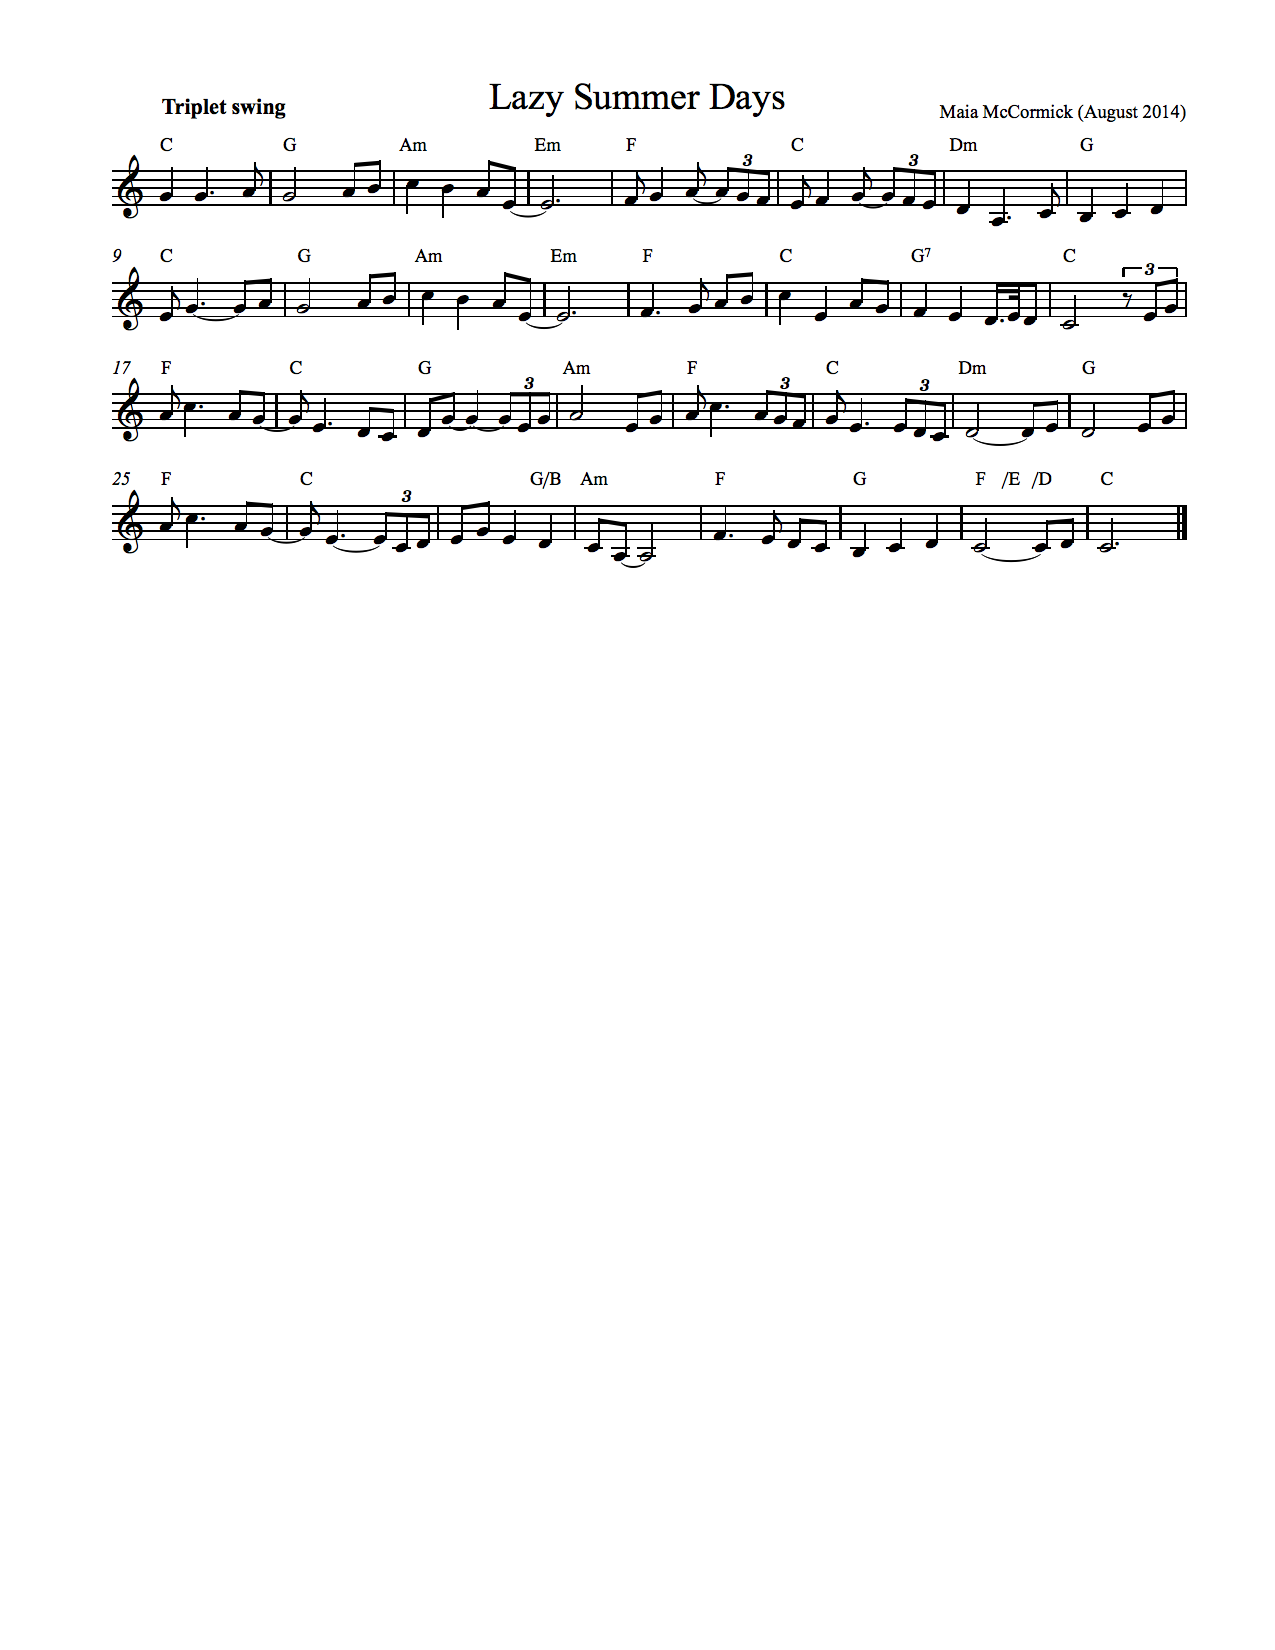 Lazy Summer Days
Triplet swing
Maia McCormick (August 2014)
C G Am Em F C Dm G
3 3
9 C G Am Em F C G7 C
3
17 F C G Am F C Dm G
3 3 3
25 F C G/B Am F G F /E /D C
3